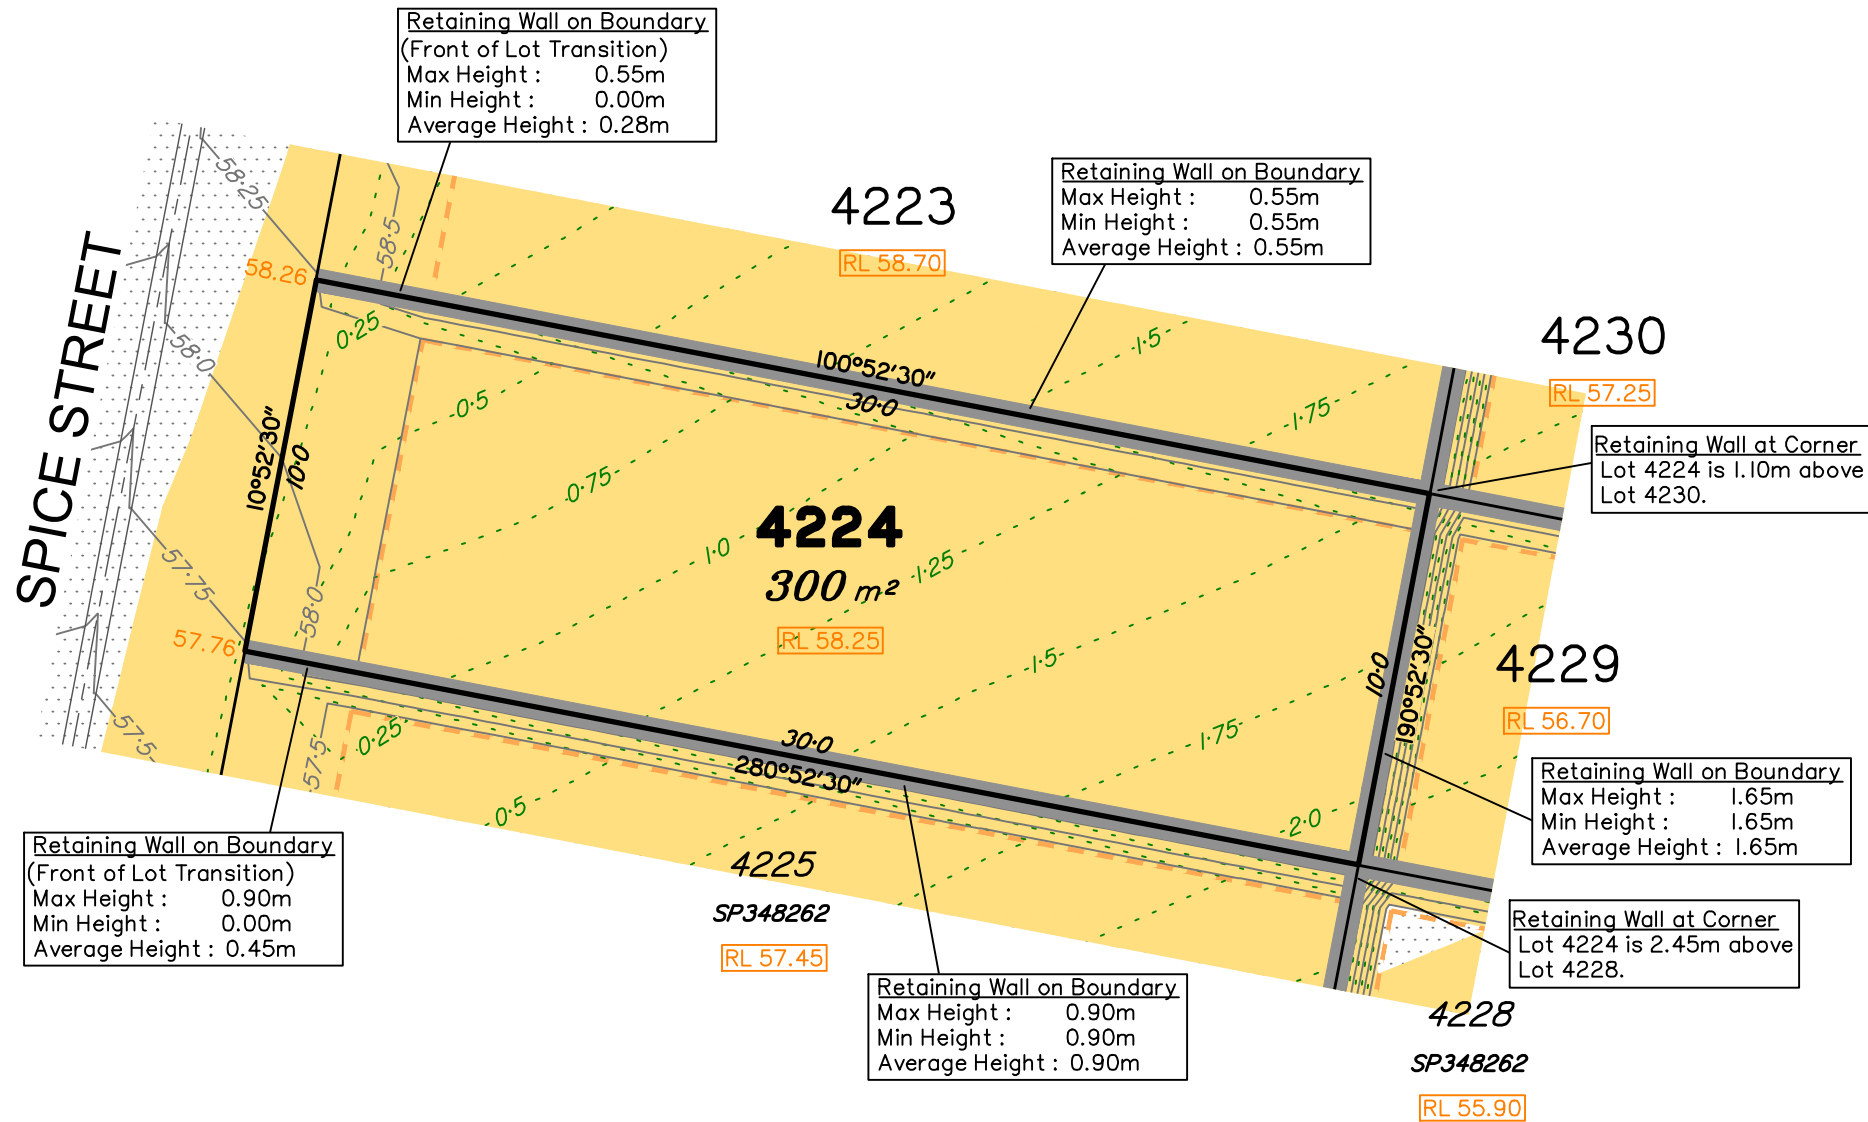 Retaining Wall on Boundary
(Front of Lot Transition)
Max Height : 0.55m
Min Height : 0.00m
Average Height : 0.28m
Retaining Wall on Boundary
Max Height : 0.55m
Min Height : 0.55m
Average Height : 0.55m
4223
RL 58.70
58·25
58·5
58.26
0·25
SPICE STREET
58·0
1·5
4230
RL 57.25
100°52'30"
30·0
0·5
1·75
Retaining Wall at Corner
Lot 4224 is 1.10m above
Lot 4230.
10°52'30"
10·0
0·75
4224
300 m²
RL 58.25
1·0
1·25
57·75
58·0
57.76
1·5
10·0
190°52'30"
4229
RL 56.70
57·5
57·5
0·25
30·0
280°52'30"
1·75
0·5
2·0
Retaining Wall on Boundary
Max Height : 1.65m
Min Height : 1.65m
Average Height : 1.65m
Retaining Wall on Boundary
(Front of Lot Transition)
Max Height : 0.90m
Min Height : 0.00m
Average Height : 0.45m
4225
SP348262
RL 57.45
Retaining Wall at Corner
Lot 4224 is 2.45m above
Lot 4228.
Retaining Wall on Boundary
Max Height : 0.90m
Min Height : 0.90m
Average Height : 0.90m
4228
SP348262
RL 55.90